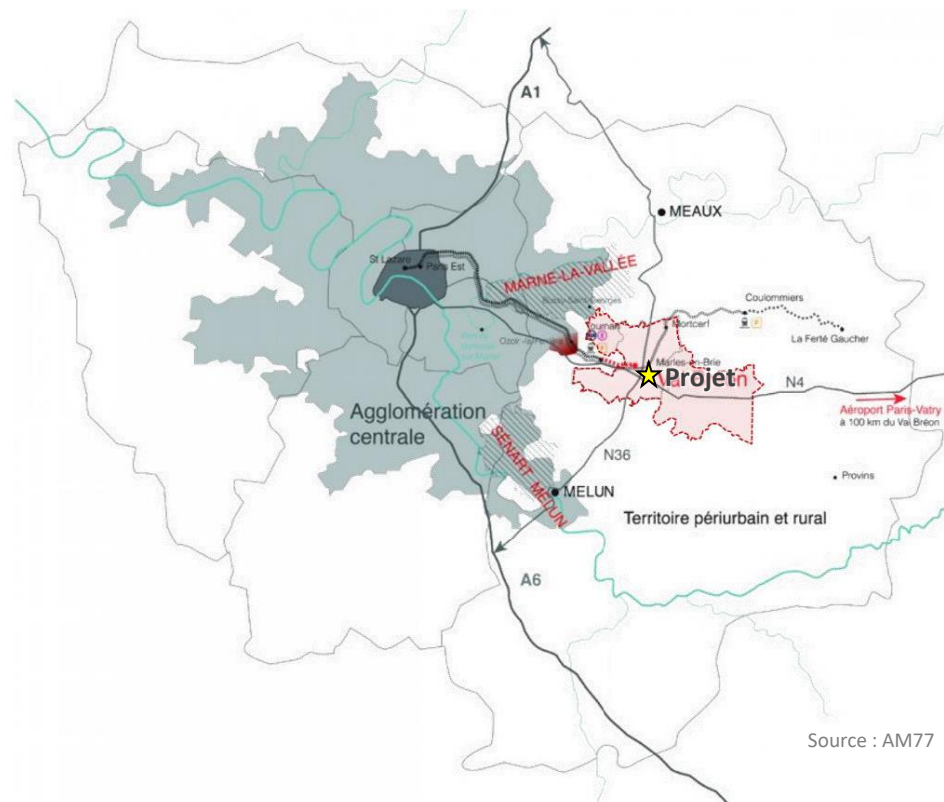 A1
MEAUX
St Lazare
Paris Est
MARNE-LA-VALLÉE
Coulommiers
Mortcerf
La Ferté Gaucher
Marles-en-Brie
Projet
N4
Aéroport Paris-Vatry
à 100 km du Val Bréon
Agglomération
centrale
SÉNART MEDUN
N36
MELUN
Provins
Territoire périurbain et rural
A6
Source : AM77